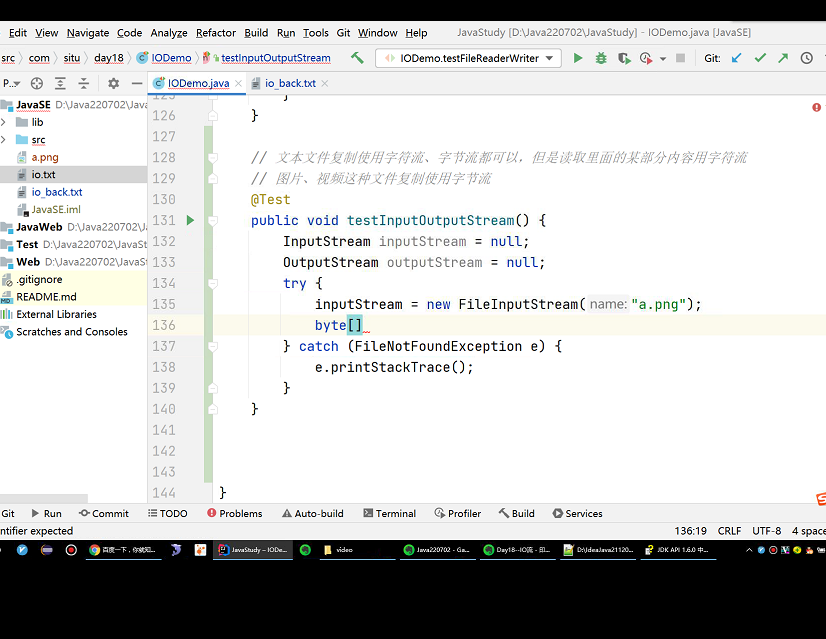 Edit View Navigate Code Analyze Refactor Build Run Tools Git Window Help JavaStudy [D:\Java220702\JavaStudy] - IODemo.java [JavaSE]
src com situ day18 IODemo testInputOutputStream IODemo.testFileReaderWriter Git:
P... IODemo.java io_back.txt
JavaSE D:\Java220702\JavaS
lib
src
a.png
io.txt
io_back.txt
JavaSE.iml
JavaWeb D:\Java220702\J
Test D:\Java220702\JavaSt
Web D:\Java220702\JavaS
.gitignore
README.md
External Libraries
Scratches and Consoles
125 }
126 }
127
128 // 文本文件复制使用字符流、字节流都可以，但是读取里面的某部分内容用字符流
129 // 图片、视频这种文件复制使用字节流
130 @Test
131 public void testInputOutputStream() {
132 InputStream inputStream = null;
133 OutputStream outputStream = null;
134 try {
135 inputStream = new FileInputStream( name: "a.png");
136 byte[]
137 } catch (FileNotFoundException e) {
138 e.printStackTrace();
139 }
140 }
141
142
143
144 }
Git Run Commit TODO Problems Auto-build Terminal Profiler Build Services
ntifier expected 136:19 CRLF UTF-8 4 space
百度一下，你就知... JavaStudy – IODe... video Java220702 - Ga... Day18--IO流 - 印... D:\IdeaJava21120... JDK API 1.6.0 中...